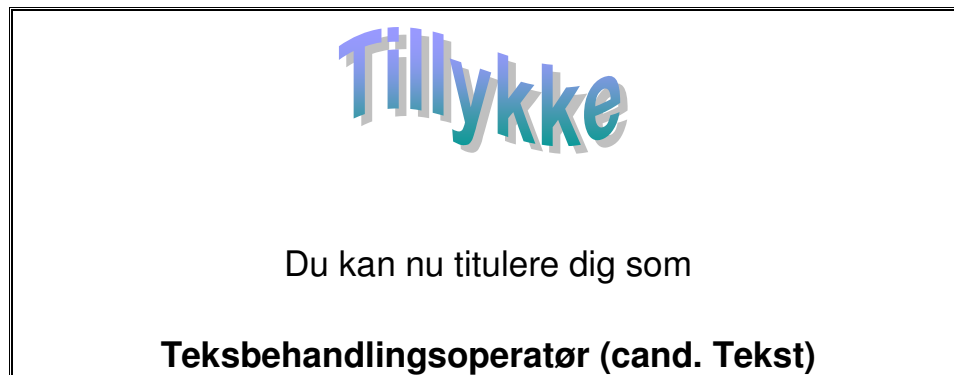 Tillykke
Du kan nu titulere dig som
Teksbehandlingsoperatør (cand. Tekst)